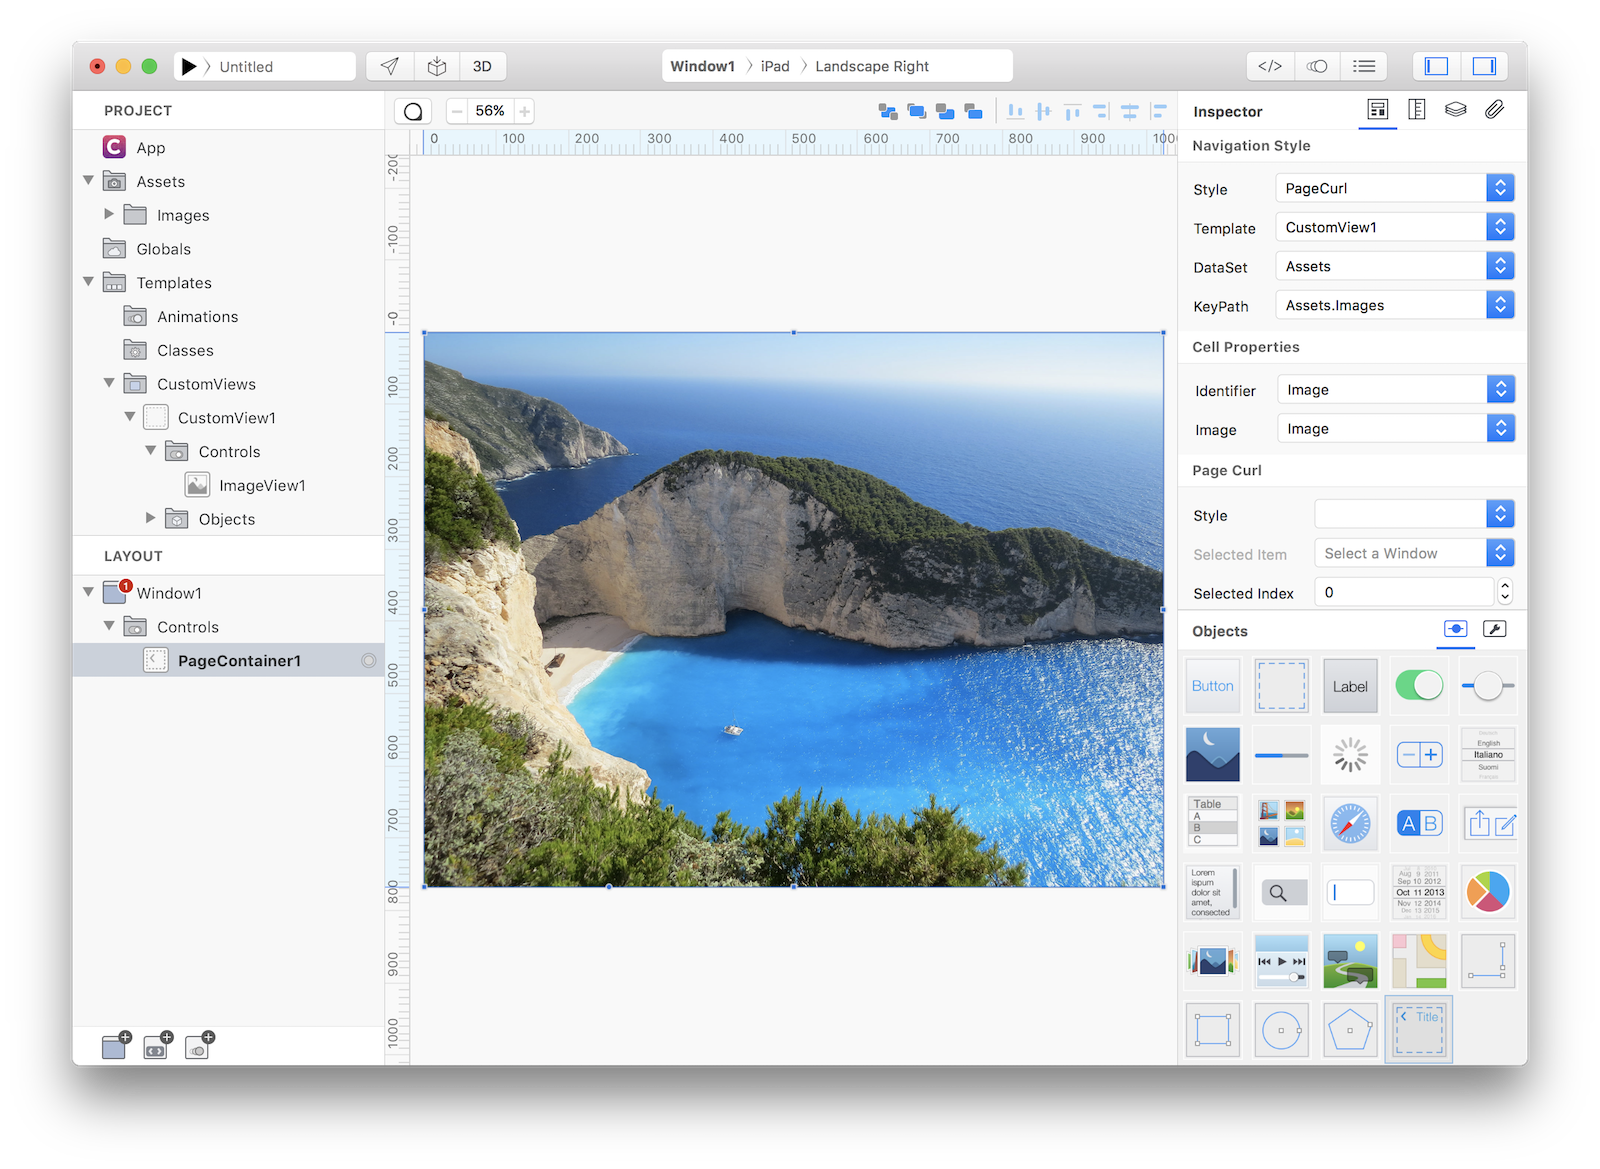 Untitled
3D
Window1 iPad Landscape Right
</>
PROJECT
App
Assets
Images
Globals
Templates
Animations
Classes
CustomViews
CustomView1
Controls
ImageView1
Objects
LAYOUT
1
Window1
Controls
PageContainer1
56%
0 100 200 300 400 500 600 700 800 900 100
-200
-100
-0
100
200
300
400
500
600
700
800
900
1000
Inspector
Navigation Style
Style PageCurl
Template CustomView1
DataSet Assets
KeyPath Assets.Images
Cell Properties
Identifier Image
Image Image
Page Curl
Style
Selected Item Select a Window
Selected Index 0
Objects
Button
Label
English
Italiano
Suomi
Table
A
B
C
A B
Lorem
ispum
dolor sit
amet,
consected
Aug 9 2011
Sep 10 2012
Oct 11 2013
Nov 12 2014
Dec 13 2015
Title